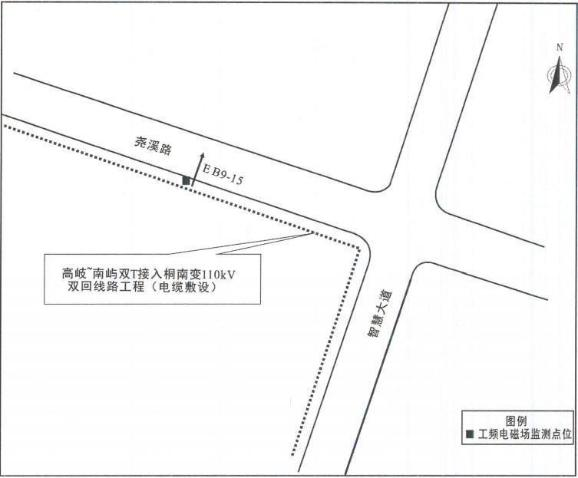 N
尧溪路
E B9-15
高岐~南屿双T接入桐南变110kV
双回线路工程（电缆敷设）
智慧大道
图例
■ 工频电磁场监测点位